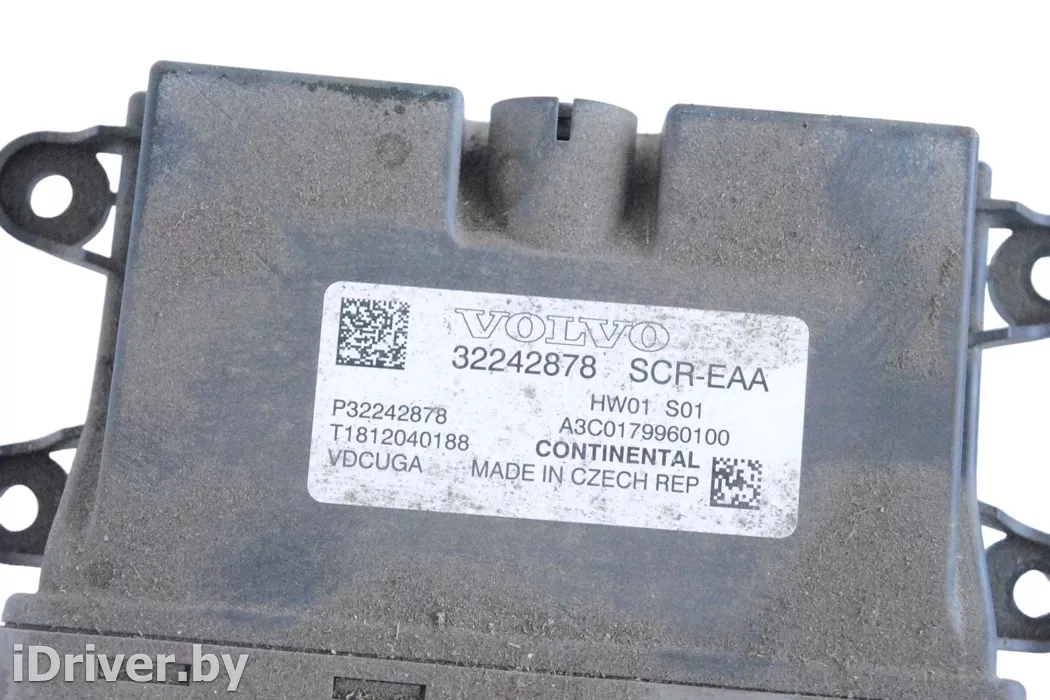 VOLVO
32242878 SCR-EAA
HW01 S01
P32242878
A3C0179960100
T1812040188
CONTINENTAL
VDCUGA
MADE IN CZECH REP
iDriver.by